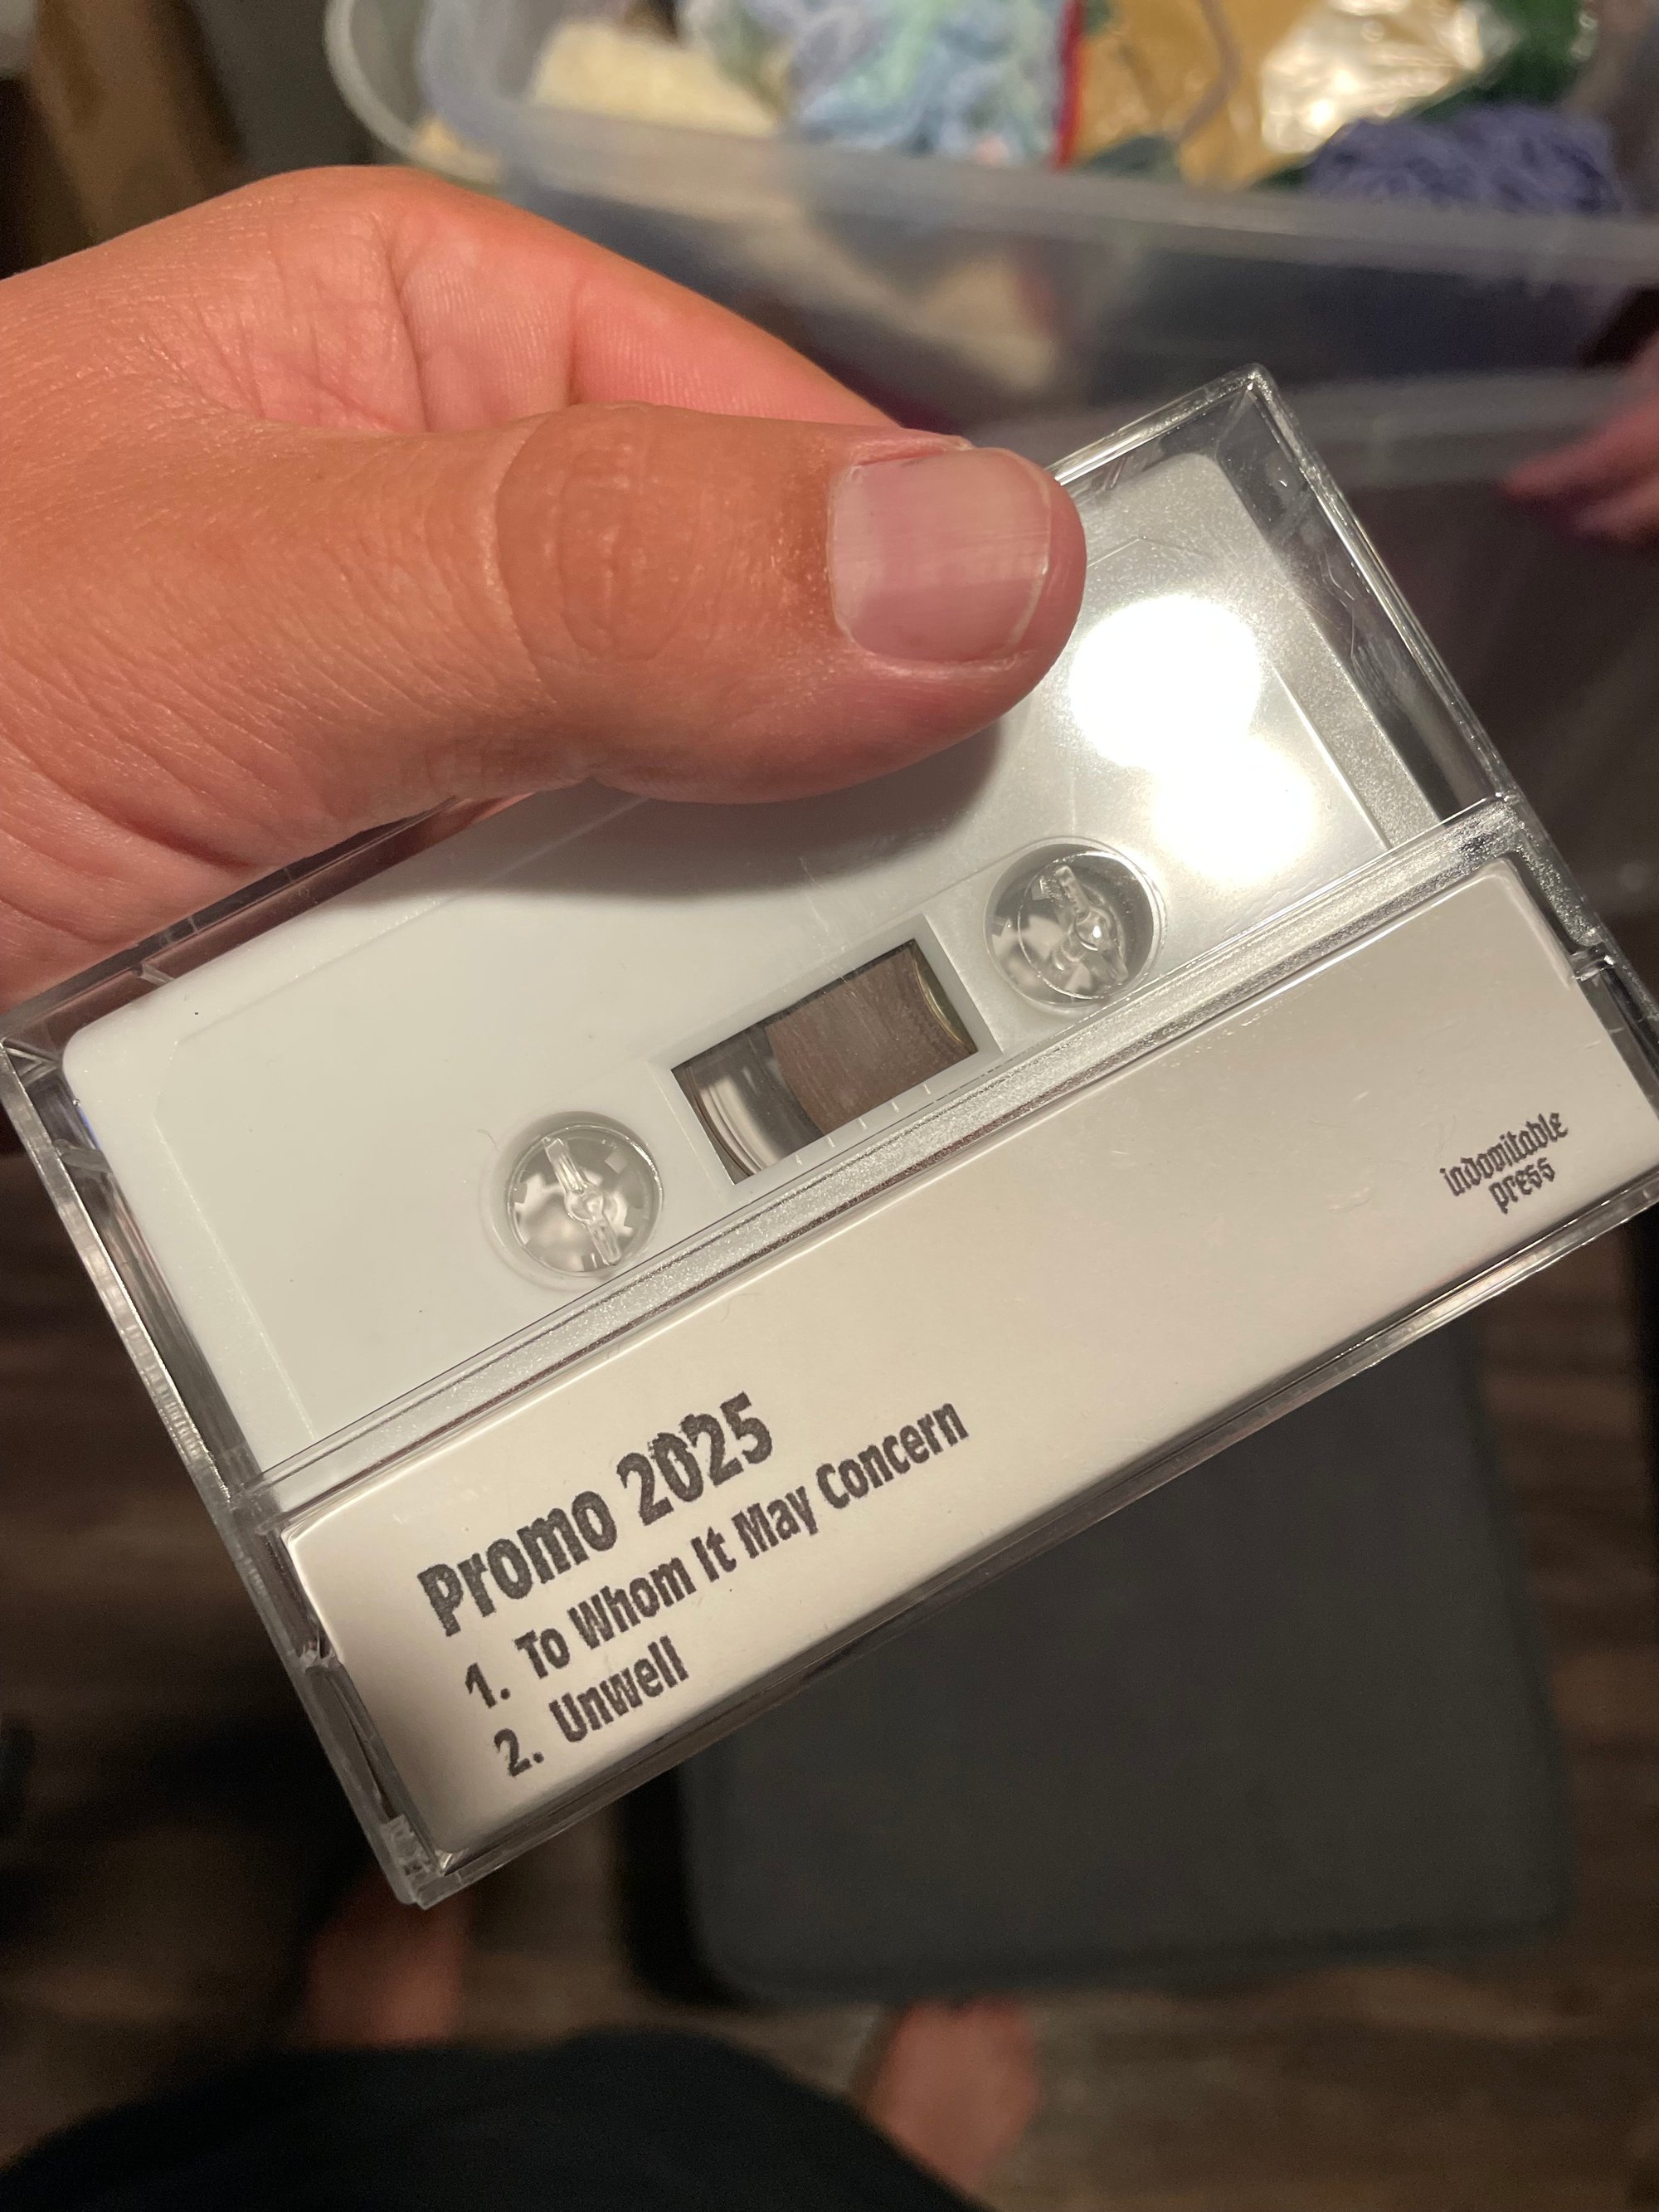 Promo 2025
1. To Whom It May Concern
2. Unwell
indomitable
press